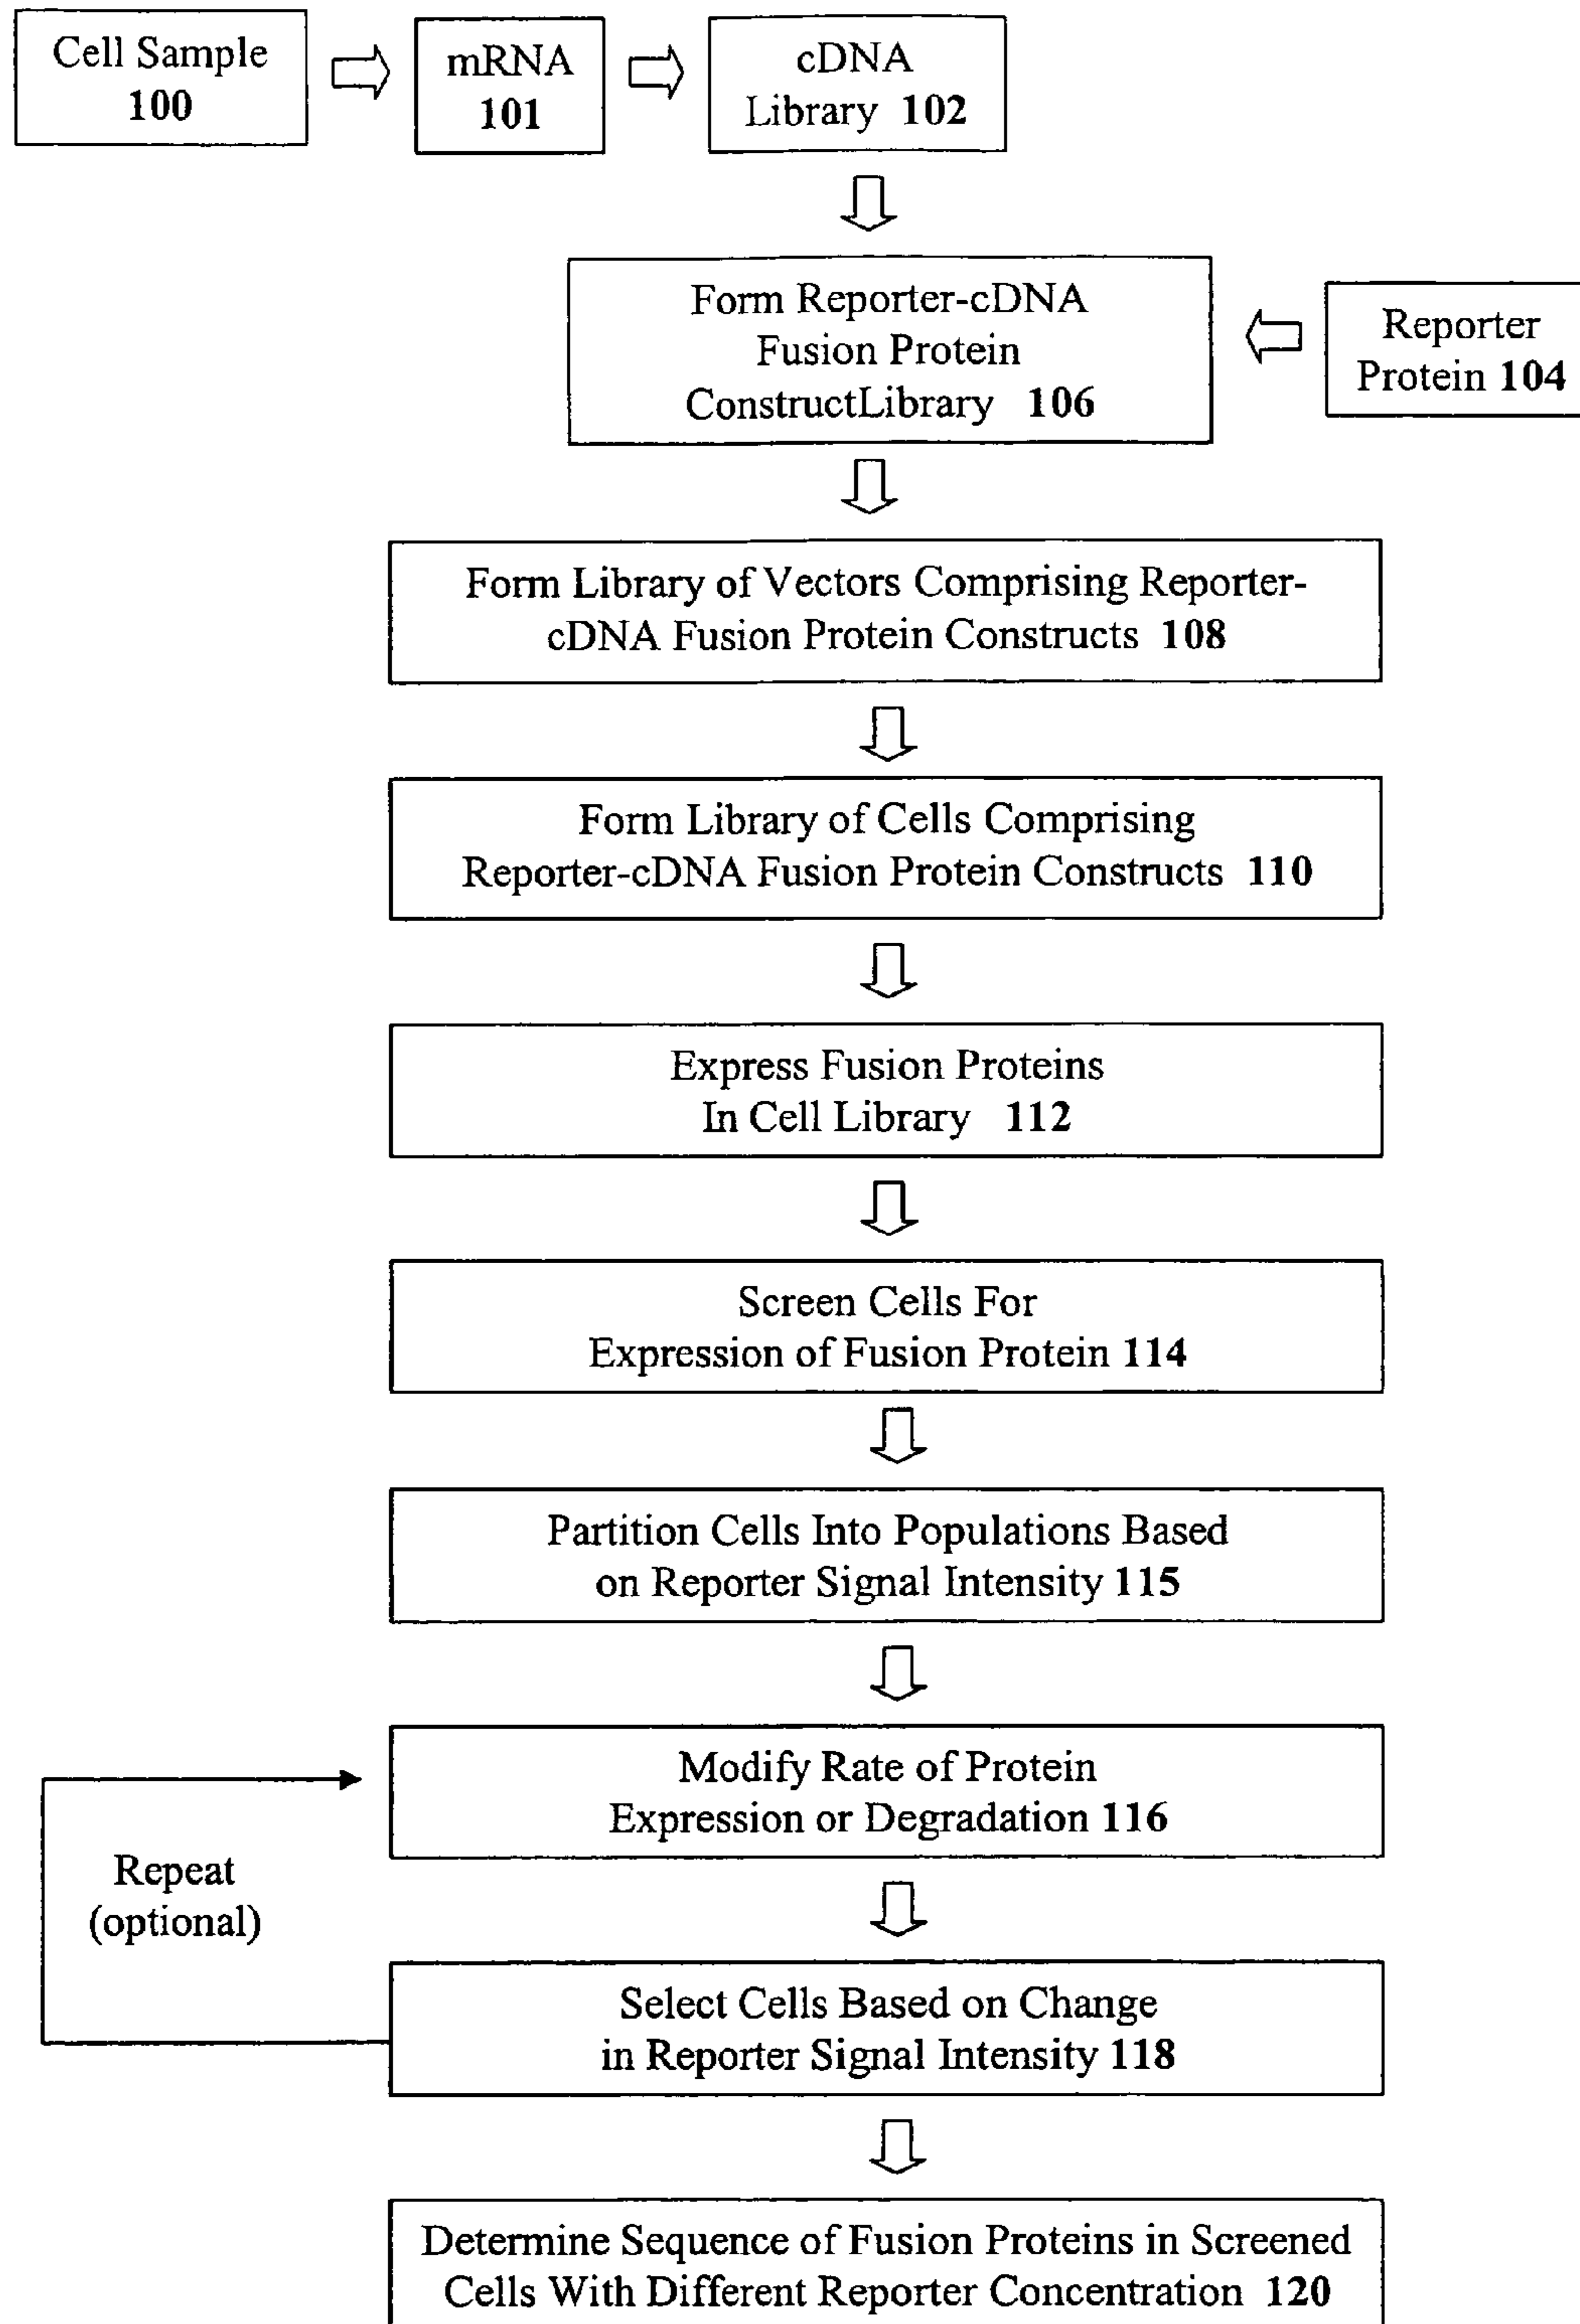 Cell Sample
100
mRNA
101
cDNA
Library 102
Form Reporter-cDNA
Fusion Protein
ConstructLibrary 106
Reporter
Protein 104
Form Library of Vectors Comprising Reporter-
cDNA Fusion Protein Constructs 108
Form Library of Cells Comprising
Reporter-cDNA Fusion Protein Constructs 110
Express Fusion Proteins
In Cell Library 112
Screen Cells For
Expression of Fusion Protein 114
Partition Cells Into Populations Based
on Reporter Signal Intensity 115
Modify Rate of Protein
Expression or Degradation 116
Repeat
(optional)
Select Cells Based on Change
in Reporter Signal Intensity 118
Determine Sequence of Fusion Proteins in Screened
Cells With Different Reporter Concentration 120